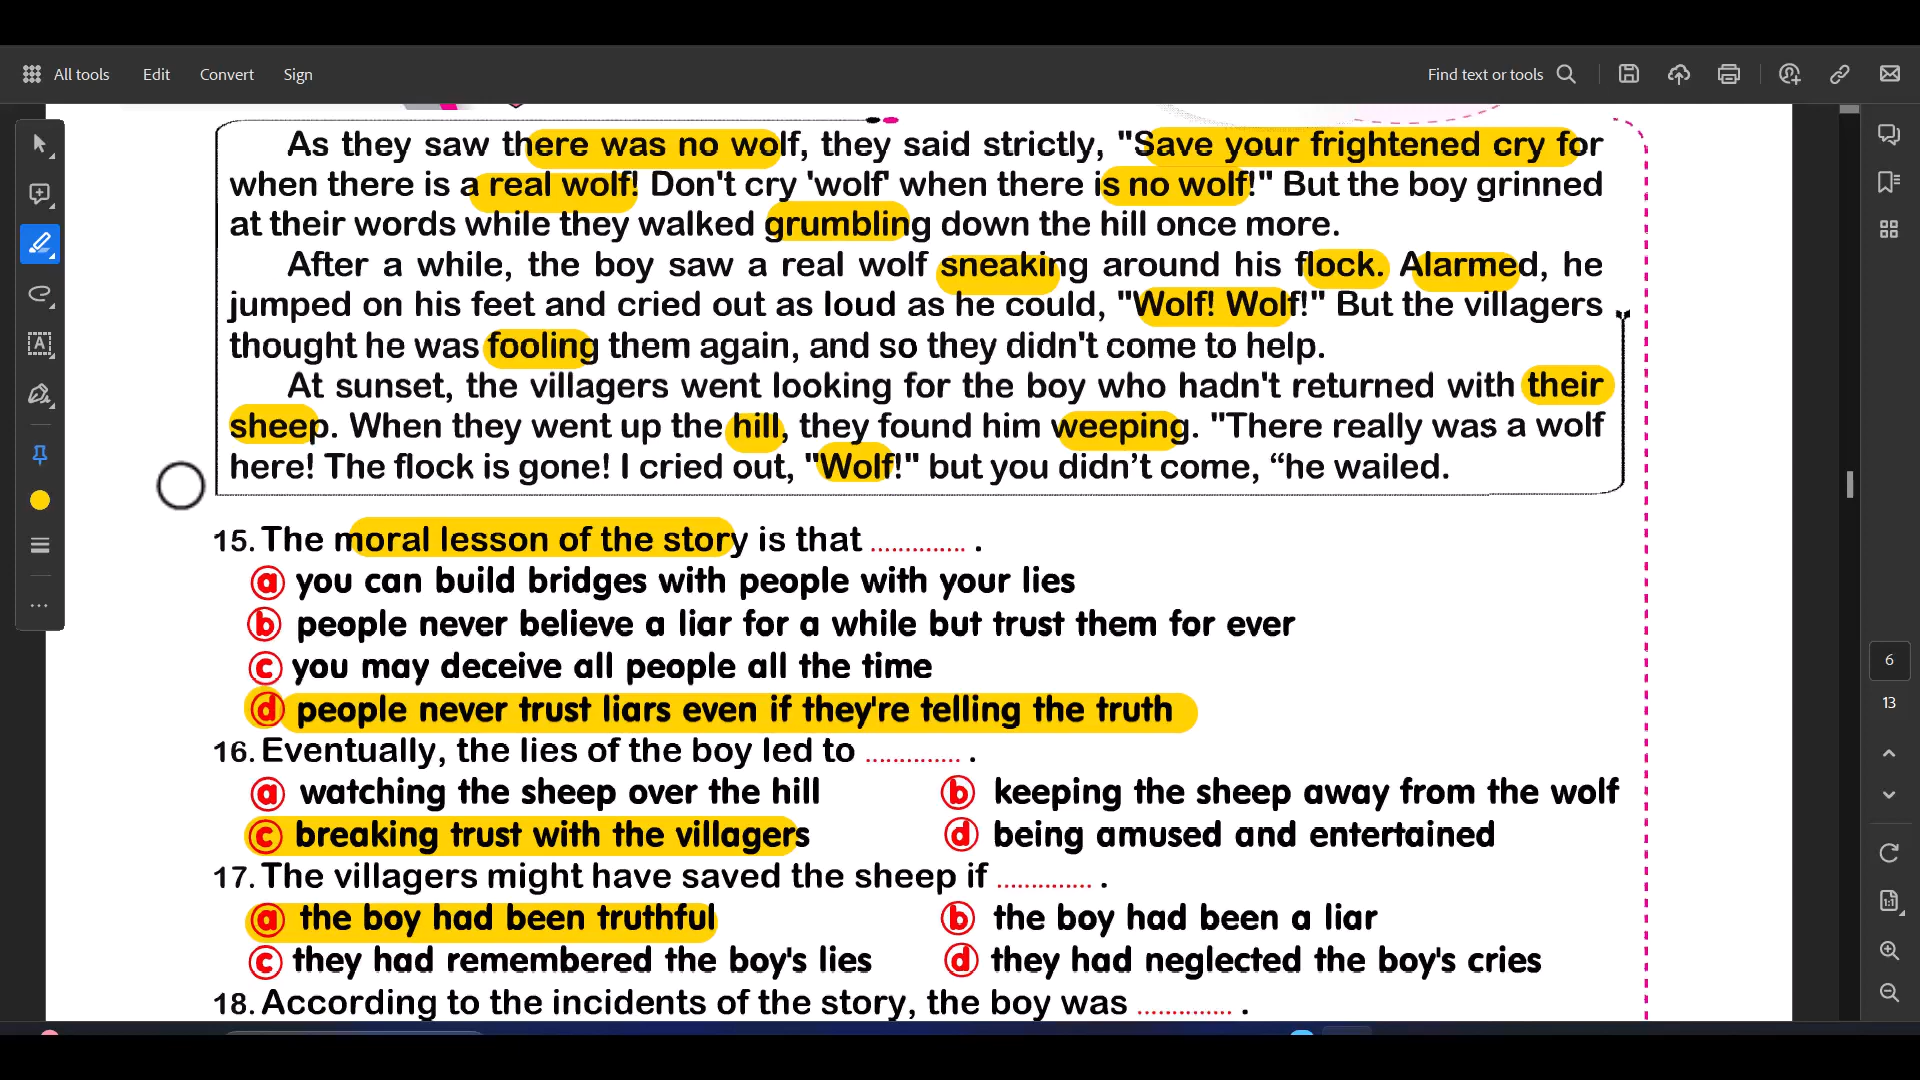 All tools Edit Convert Sign Find text or tools
As they saw there was no wolf, they said strictly, "Save your frightened cry for
when there is a real wolf! Don't cry 'wolf' when there is no wolf!" But the boy grinned
at their words while they walked grumbling down the hill once more.
After a while, the boy saw a real wolf sneaking around his flock. Alarmed, he
jumped on his feet and cried out as loud as he could, "Wolf! Wolf!" But the villagers
thought he was fooling them again, and so they didn't come to help.
At sunset, the villagers went looking for the boy who hadn't returned with their
sheep. When they went up the hill, they found him weeping. "There really was a wolf
here! The flock is gone! I cried out, "Wolf!" but you didn’t come, “he wailed.
15. The moral lesson of the story is that .............. .
a you can build bridges with people with your lies
b people never believe a liar for a while but trust them for ever
c you may deceive all people all the time
d people never trust liars even if they're telling the truth
16. Eventually, the lies of the boy led to .............. .
a watching the sheep over the hill b keeping the sheep away from the wolf
c breaking trust with the villagers d being amused and entertained
17. The villagers might have saved the sheep if .............. .
a the boy had been truthful b the boy had been a liar
c they had remembered the boy's lies d they had neglected the boy's cries
18. According to the incidents of the story, the boy was .............. .
6
13